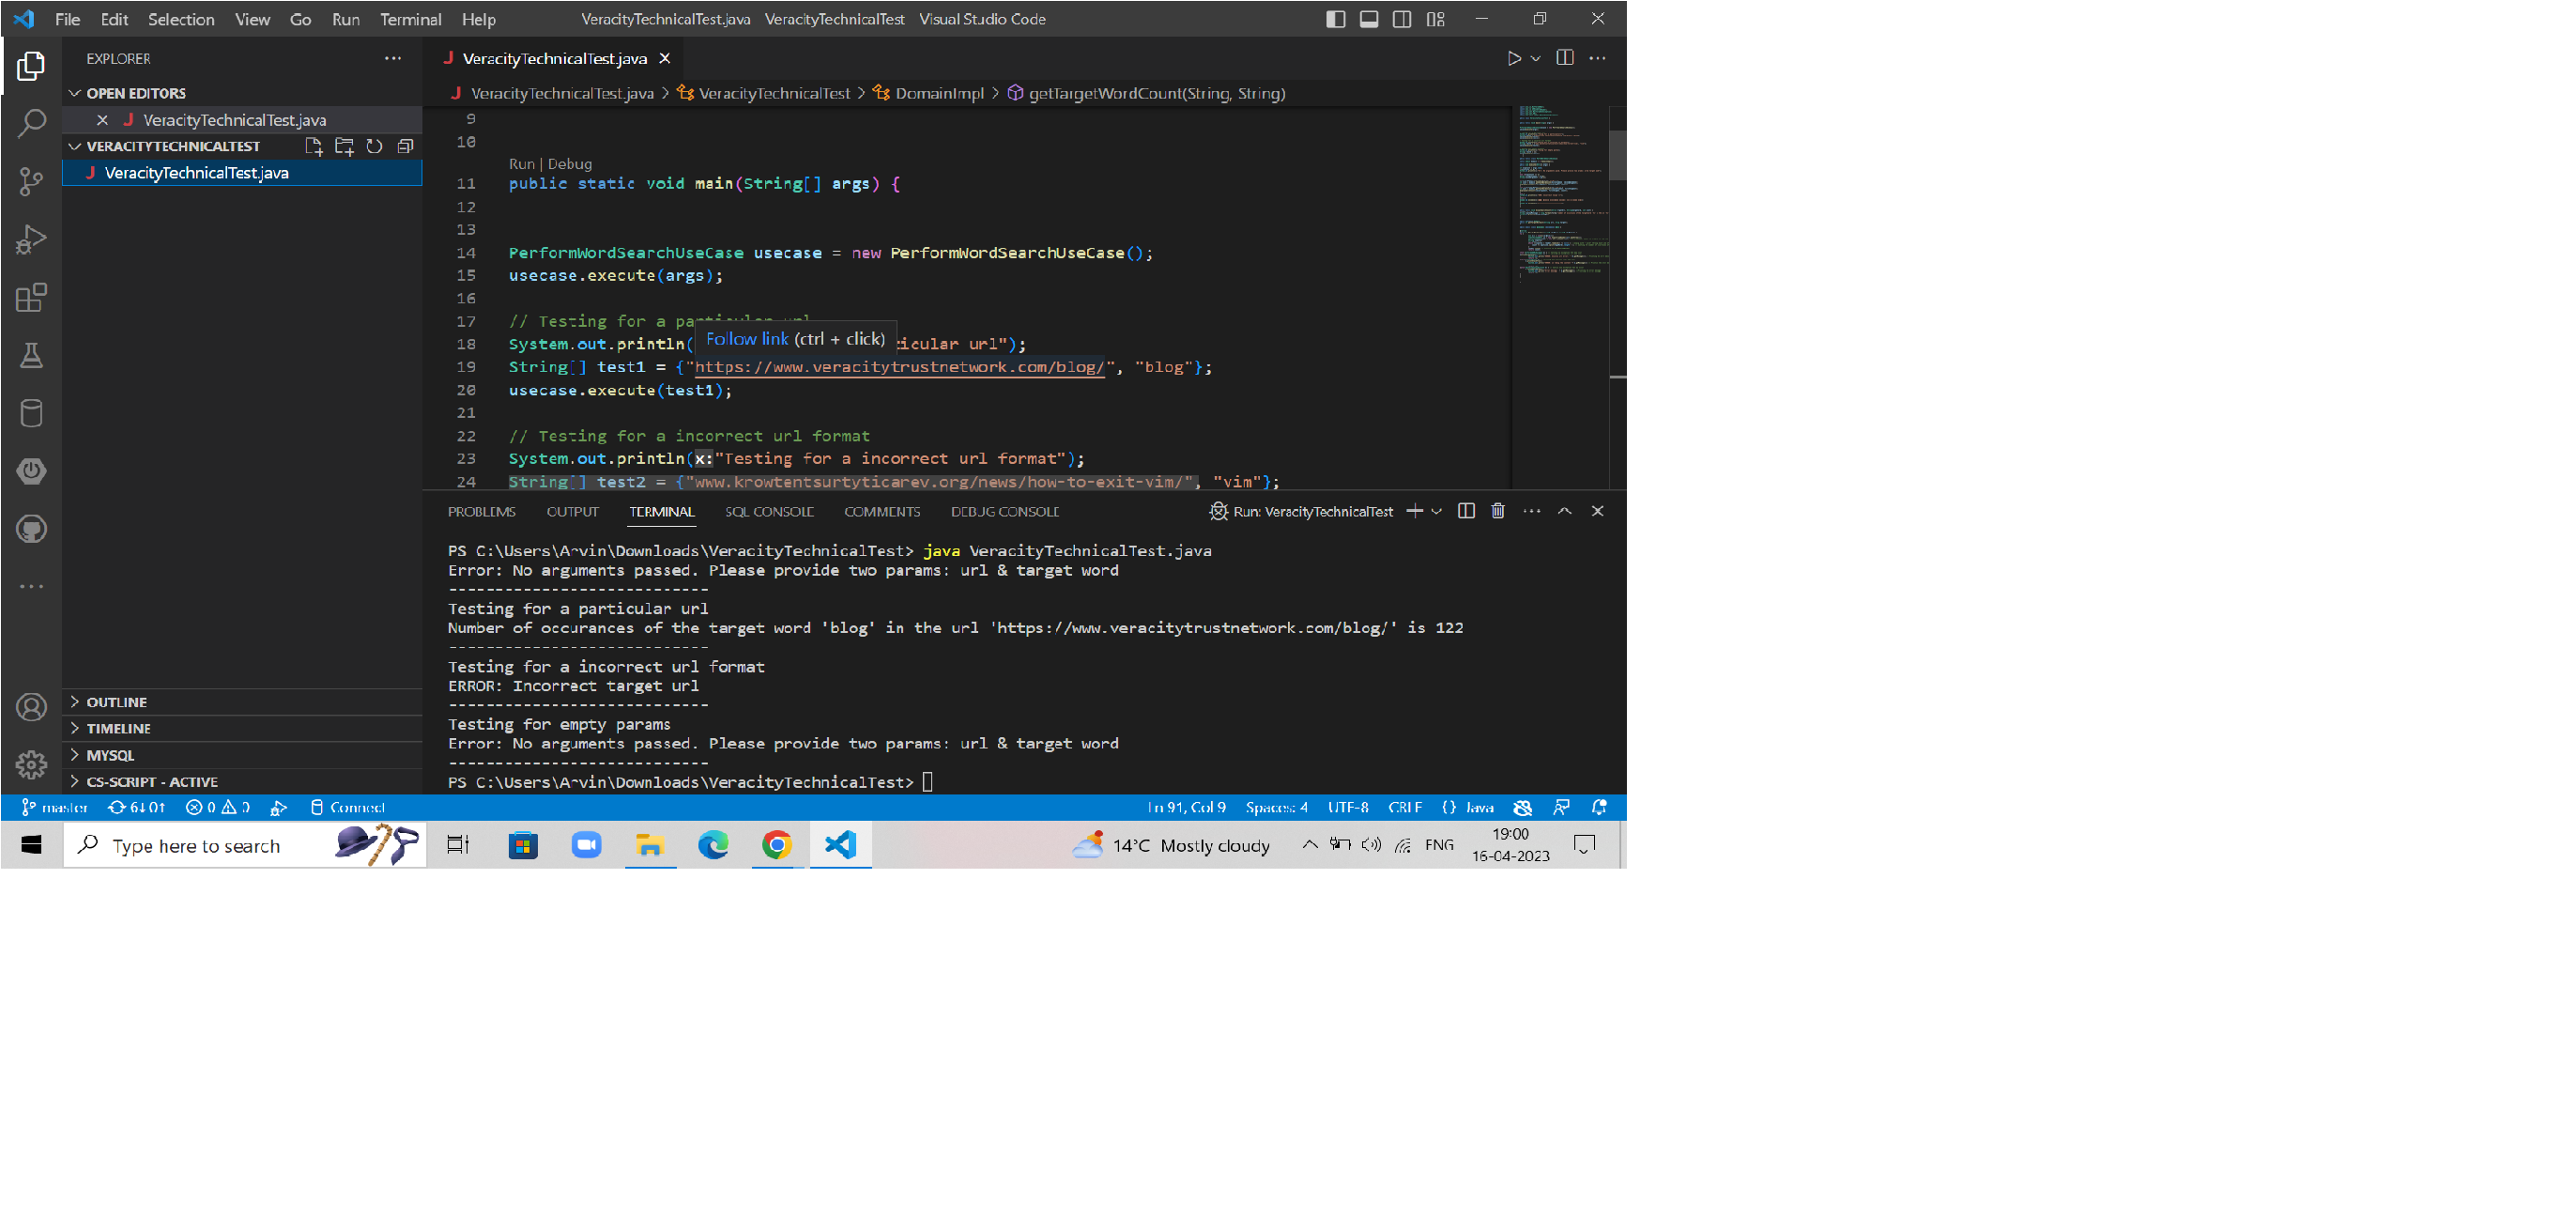 File Edit Selection View Go Run Terminal Help VeracityTechnicalTest.java VeracityTechnicalTest Visual Studio Code
EXPLORER
OPEN EDITORS
J VeracityTechnicalTest.java
VERACITYTECHNICALTEST
J VeracityTechnicalTest.java
OUTLINE
TIMELINE
MYSQL
CS-SCRIPT - ACTIVE
J VeracityTechnicalTest.java
J VeracityTechnicalTest.java > VeracityTechnicalTest > DomainImpl > getTargetWordCount(String, String)
9
10
Run | Debug
11 public static void main(String[] args) {
12
13
14 PerformWordSearchUseCase usecase = new PerformWordSearchUseCase();
15 usecase.execute(args);
16
17 // Testing for a particular url
Follow link (ctrl + click)
18 System.out.println( icular url");
19 String[] test1 = {"https://www.veracitytrustnetwork.com/blog/", "blog"};
20 usecase.execute(test1);
21
22 // Testing for a incorrect url format
23 System.out.println(x:"Testing for a incorrect url format");
24 String[] test2 = {"www.krowtentsurtyticarev.org/news/how-to-exit-vim/", "vim"};
PROBLEMS OUTPUT TERMINAL SQL CONSOLE COMMENTS DEBUG CONSOLE Run: VeracityTechnicalTest
PS C:\Users\Arvin\Downloads\VeracityTechnicalTest> java VeracityTechnicalTest.java
Error: No arguments passed. Please provide two params: url & target word
----------------------------
Testing for a particular url
Number of occurances of the target word 'blog' in the url 'https://www.veracitytrustnetwork.com/blog/' is 122
----------------------------
Testing for a incorrect url format
ERROR: Incorrect target url
----------------------------
Testing for empty params
Error: No arguments passed. Please provide two params: url & target word
----------------------------
PS C:\Users\Arvin\Downloads\VeracityTechnicalTest>
master 6↓0↑ 0 0 Connect Ln 91, Col 9 Spaces: 4 UTF-8 CRLF {} Java
Type here to search 14°C Mostly cloudy ENG 19:00
16-04-2023